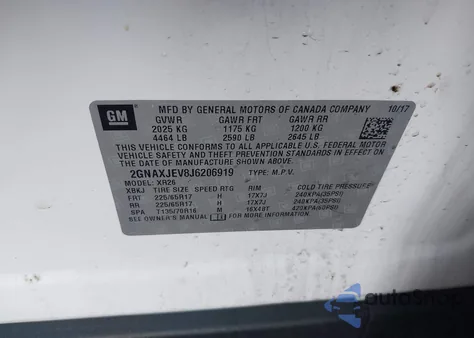 GM
MFD BY GENERAL MOTORS OF CANADA COMPANY 10/17
GVWR GAWR FRT GAWR RR
2025 KG 1175 KG 1200 KG
4464 LB 2590 LB 2645 LB
THIS VEHICLE CONFORMS TO ALL APPLICABLE U.S. FEDERAL MOTOR
VEHICLE SAFETY AND THEFT PREVENTION STANDARDS IN EFFECT ON THE
DATE OF MANUFACTURE SHOWN ABOVE.
2GNAXJEV8J6206919 TYPE: M.P.V.
MODEL: XR26
XBKJ TIRE SIZE SPEED RTG RIM COLD TIRE PRESSURE
FRT 225/65R17 H 17X7J 240KPA(35PSI)
RR 225/65R17 H 17X7J 240KPA(35PSI)
SPA T135/70R16 M 16X4BT 420KPA(60PSI)
SEE OWNER'S MANUAL FOR MORE INFORMATION
autoShop